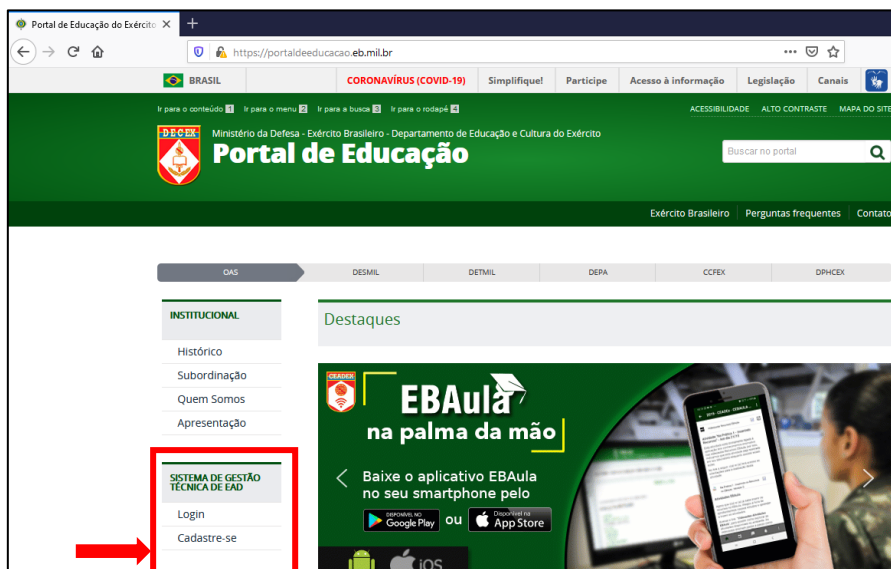 Portal de Educação do Exército
https://portaldeeducacao.eb.mil.br
BRASIL CORONAVÍRUS (COVID-19) Simplifique! Participe Acesso à informação Legislação Canais
Ir para o conteúdo 1 Ir para o menu 2 Ir para a busca 3 Ir para o rodapé 4 ACESSIBILIDADE ALTO CONTRASTE MAPA DO SITE
DECEX
Ministério da Defesa - Exército Brasileiro - Departamento de Educação e Cultura do Exército
Portal de Educação
Buscar no portal
Exército Brasileiro Perguntas frequentes Contato
OAS DESMIL DETMIL DEPA CCFEX DPHCEX
INSTITUCIONAL
Histórico
Subordinação
Quem Somos
Apresentação
SISTEMA DE GESTÃO
TÉCNICA DE EAD
Login
Cadastre-se
Destaques
CEADEX
EBAula
na palma da mão
Baixe o aplicativo EBAula
no seu smartphone pelo
DISPONÍVEL NO
Google Play
ou
Disponível na
App Store
iOS